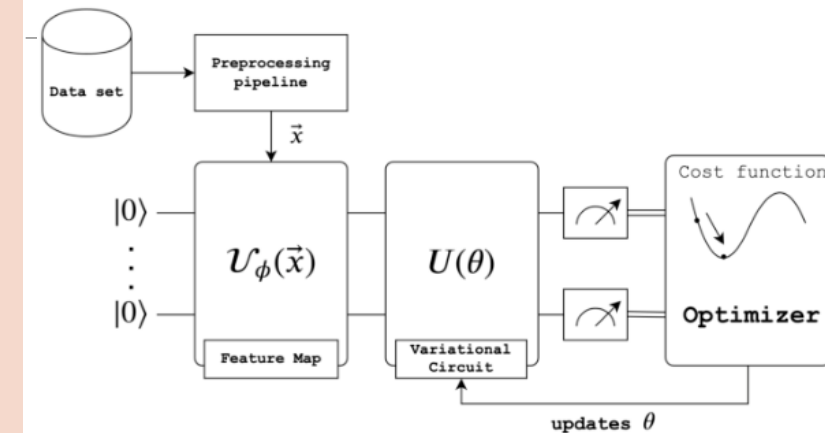 Data set
Preprocessing
pipeline
x⃗
|0⟩
⋮
|0⟩
𝒰ϕ(x⃗)
Feature Map
U(θ)
Variational
Circuit
Cost function
Optimizer
updates θ